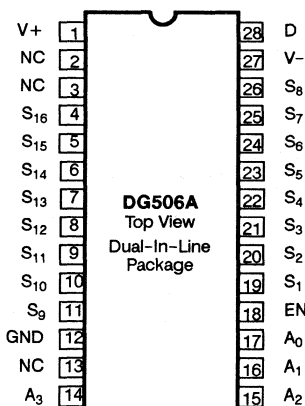 V+ 1 28 D
NC 2 27 V−
NC 3 26 S8
S16 4 25 S7
S15 5 24 S6
S14 6 23 S5
S13 7 22 S4
S12 8 21 S3
S11 9 20 S2
S10 10 19 S1
S9 11 18 EN
GND 12 17 A0
NC 13 16 A1
A3 14 15 A2
DG506A
Top View
Dual-In-Line
Package